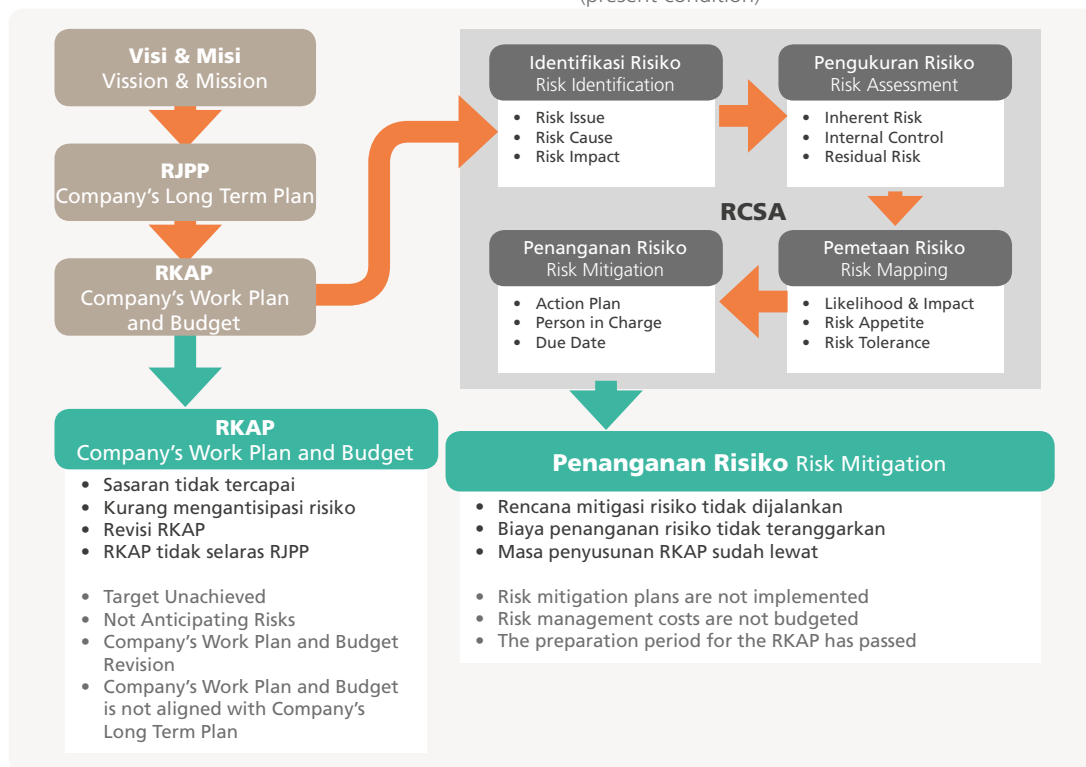 (present condition)
Visi & Misi
Vission & Mission
RJPP
Company's Long Term Plan
RKAP
Company's Work Plan
and Budget
Identifikasi Risiko
Risk Identification
• Risk Issue
• Risk Cause
• Risk Impact
Pengukuran Risiko
Risk Assessment
• Inherent Risk
• Internal Control
• Residual Risk
RCSA
Penanganan Risiko
Risk Mitigation
• Action Plan
• Person in Charge
• Due Date
Pemetaan Risiko
Risk Mapping
• Likelihood & Impact
• Risk Appetite
• Risk Tolerance
RKAP
Company's Work Plan and Budget
• Sasaran tidak tercapai
• Kurang mengantisipasi risiko
• Revisi RKAP
• RKAP tidak selaras RJPP
• Target Unachieved
• Not Anticipating Risks
• Company's Work Plan and Budget
Revision
• Company's Work Plan and Budget
is not aligned with Company's
Long Term Plan
Penanganan Risiko Risk Mitigation
• Rencana mitigasi risiko tidak dijalankan
• Biaya penanganan risiko tidak teranggarkan
• Masa penyusunan RKAP sudah lewat
• Risk mitigation plans are not implemented
• Risk management costs are not budgeted
• The preparation period for the RKAP has passed